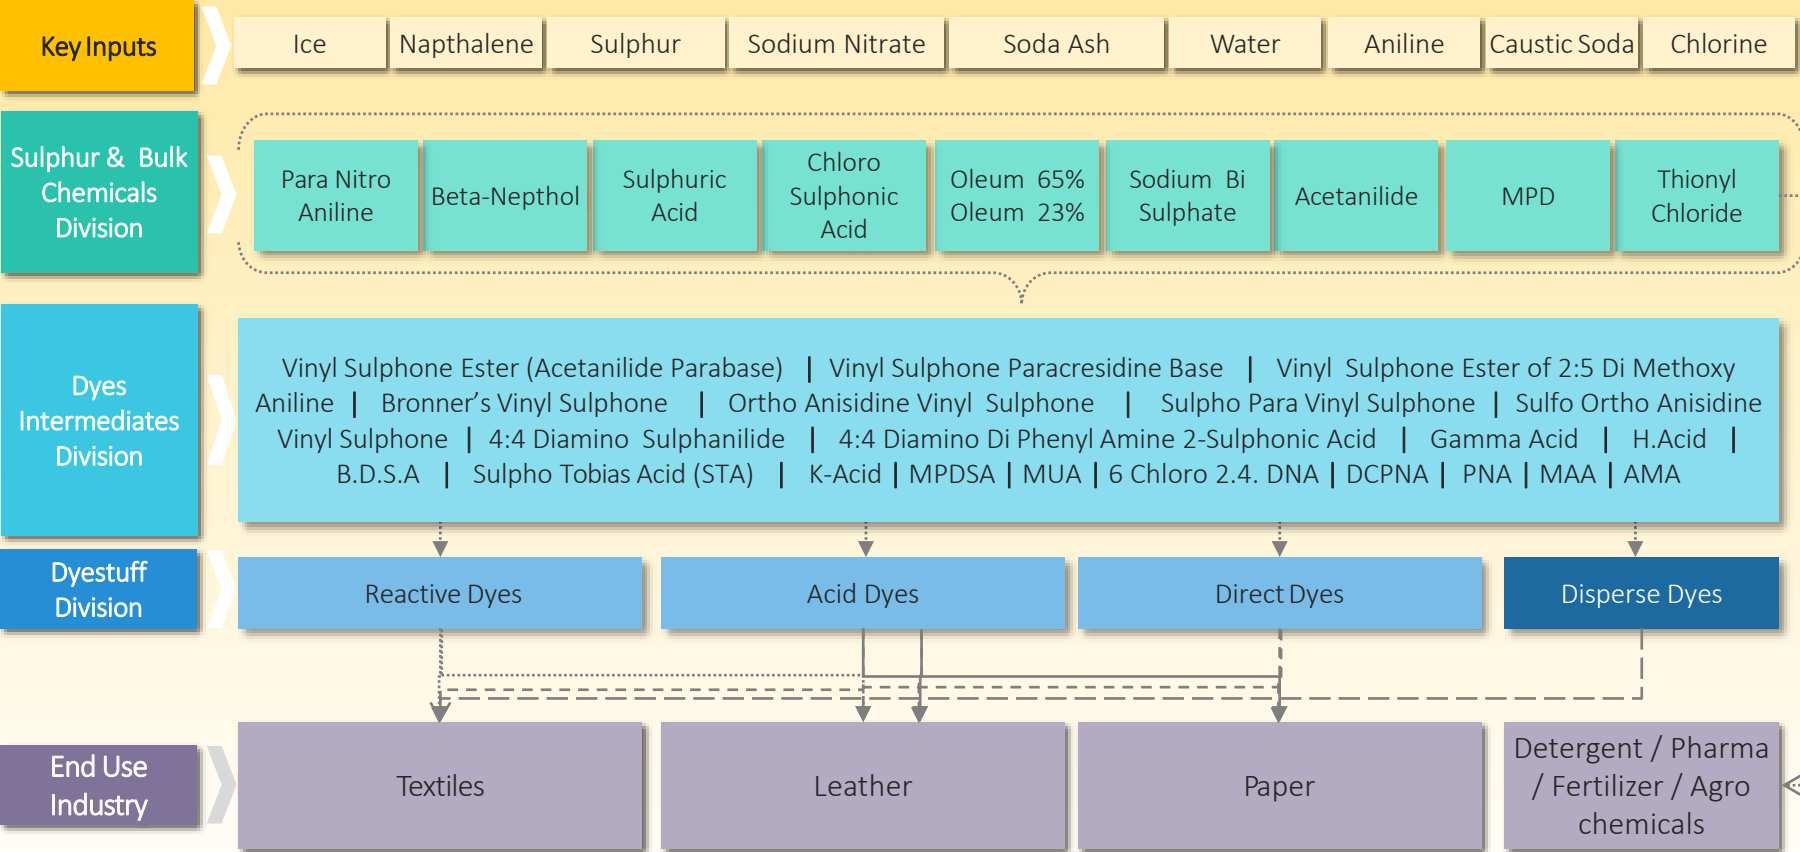 Key Inputs
Ice
Napthalene
Sulphur
Sodium Nitrate
Soda Ash
Water
Aniline
Caustic Soda
Chlorine
Sulphur & Bulk
Chemicals
Division
Para Nitro
Aniline
Beta-Nepthol
Sulphuric
Acid
Chloro
Sulphonic
Acid
Oleum 65%
Oleum 23%
Sodium Bi
Sulphate
Acetanilide
MPD
Thionyl
Chloride
Dyes
Intermediates
Division
Vinyl Sulphone Ester (Acetanilide Parabase) | Vinyl Sulphone Paracresidine Base | Vinyl Sulphone Ester of 2:5 Di Methoxy
Aniline | Bronner’s Vinyl Sulphone | Ortho Anisidine Vinyl Sulphone | Sulpho Para Vinyl Sulphone | Sulfo Ortho Anisidine
Vinyl Sulphone | 4:4 Diamino Sulphanilide | 4:4 Diamino Di Phenyl Amine 2-Sulphonic Acid | Gamma Acid | H.Acid |
B.D.S.A | Sulpho Tobias Acid (STA) | K-Acid | MPDSA | MUA | 6 Chloro 2.4. DNA | DCPNA | PNA | MAA | AMA
Dyestuff
Division
Reactive Dyes
Acid Dyes
Direct Dyes
Disperse Dyes
End Use
Industry
Textiles
Leather
Paper
Detergent / Pharma
/ Fertilizer / Agro
chemicals